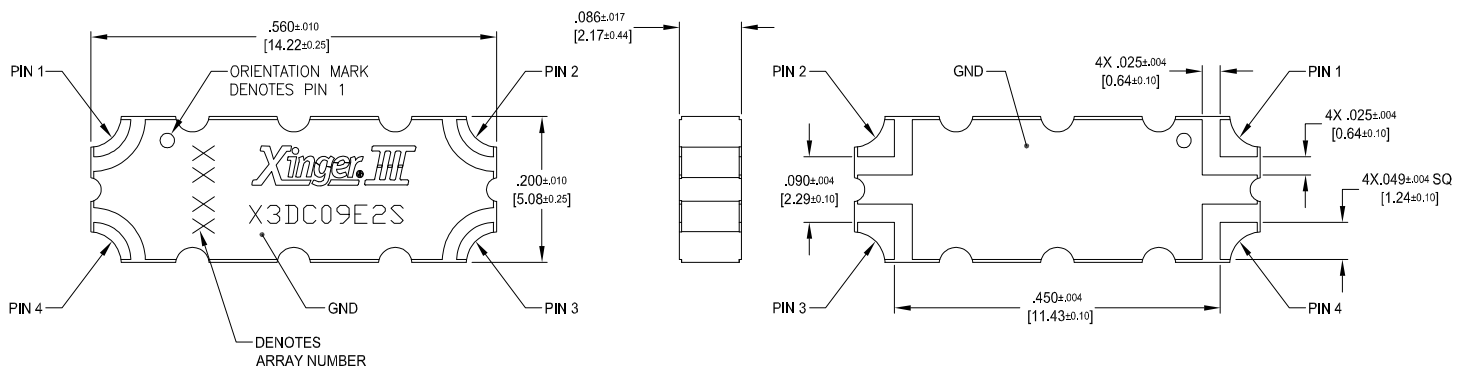 .560±.010
[14.22±0.25]
PIN 1
ORIENTATION MARK
DENOTES PIN 1
PIN 2
Xinger® III
X X X X
X3DC09E2S
.200±.010
[5.08±0.25]
PIN 4
GND
PIN 3
DENOTES
ARRAY NUMBER
.086±.017
[2.17±0.44]
PIN 2
GND
4X .025±.004
[0.64±0.10]
PIN 1
4X .025±.004
[0.64±0.10]
.090±.004
[2.29±0.10]
4X.049±.004 SQ
[1.24±0.10]
PIN 3
.450±.004
[11.43±0.10]
PIN 4